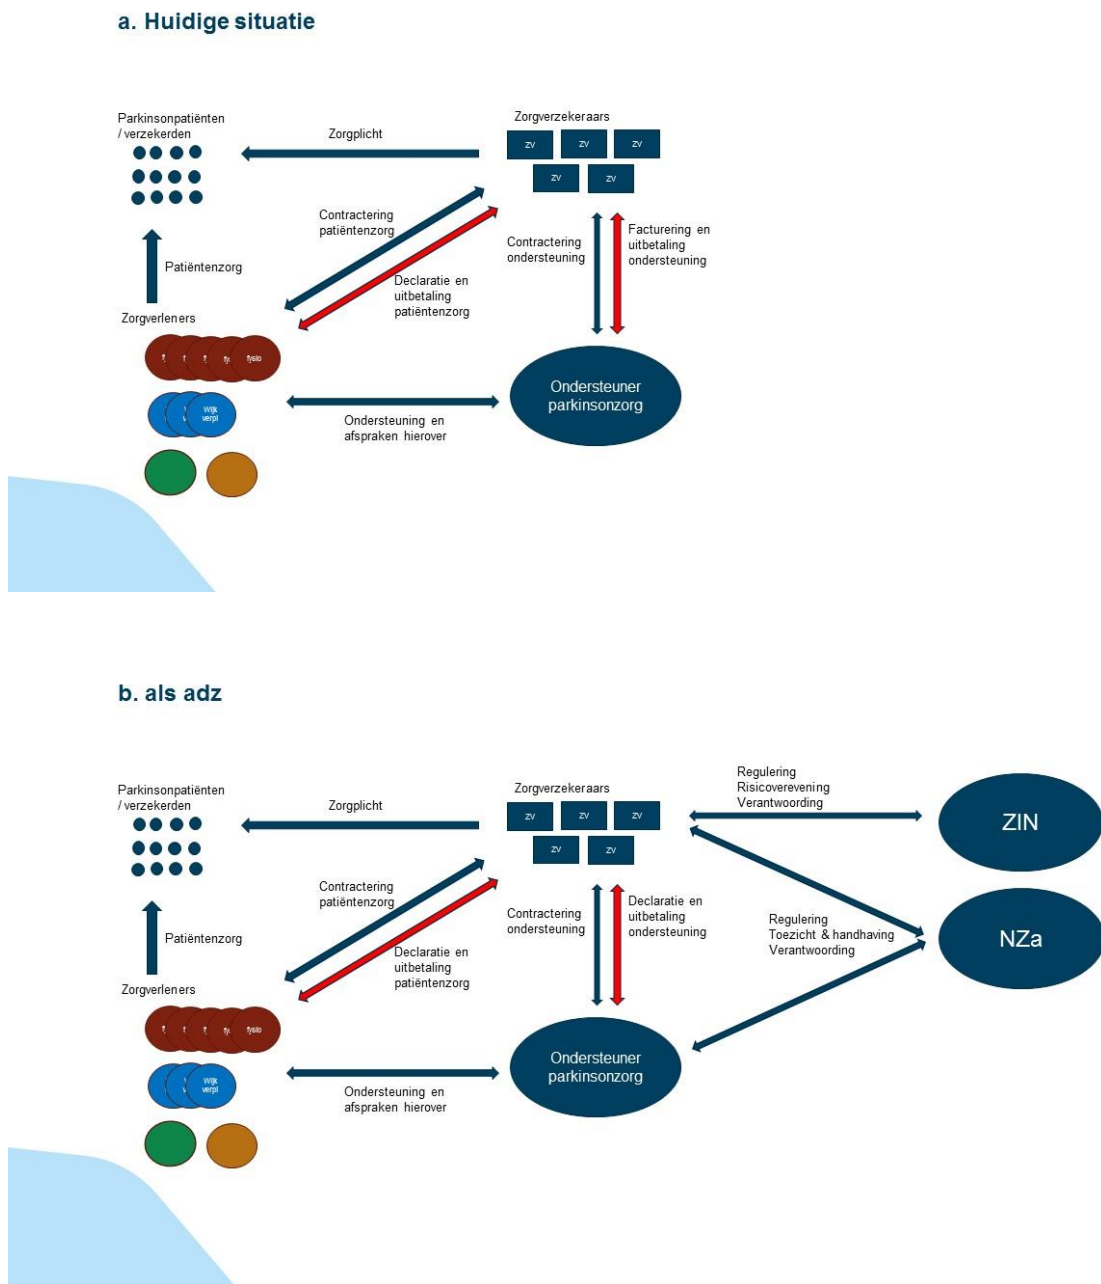 a. Huidige situatie
Parkinsonpatiënten
/ verzekerden
Zorgplicht
Zorgverzekeraars
ZV
ZV
ZV
ZV
ZV
Contractering
patiëntenzorg
Contractering
ondersteuning
Facturering en
uitbetaling
ondersteuning
Patiëntenzorg
Declaratie en
uitbetaling
patiëntenzorg
Zorgverleners
fysio
Wijk
verpl
Ondersteuning en
afspraken hierover
Ondersteuner
parkinsonzorg
b. als adz
Parkinsonpatiënten
/ verzekerden
Zorgplicht
Zorgverzekeraars
ZV
ZV
ZV
ZV
ZV
Regulering
Risicoverevening
Verantwoording
ZIN
Contractering
patiëntenzorg
Contractering
ondersteuning
Declaratie en
uitbetaling
ondersteuning
Regulering
Toezicht & handhaving
Verantwoording
NZa
Patiëntenzorg
Declaratie en
uitbetaling
patiëntenzorg
Zorgverleners
fysio
Wijk
verpl
Ondersteuning en
afspraken hierover
Ondersteuner
parkinsonzorg